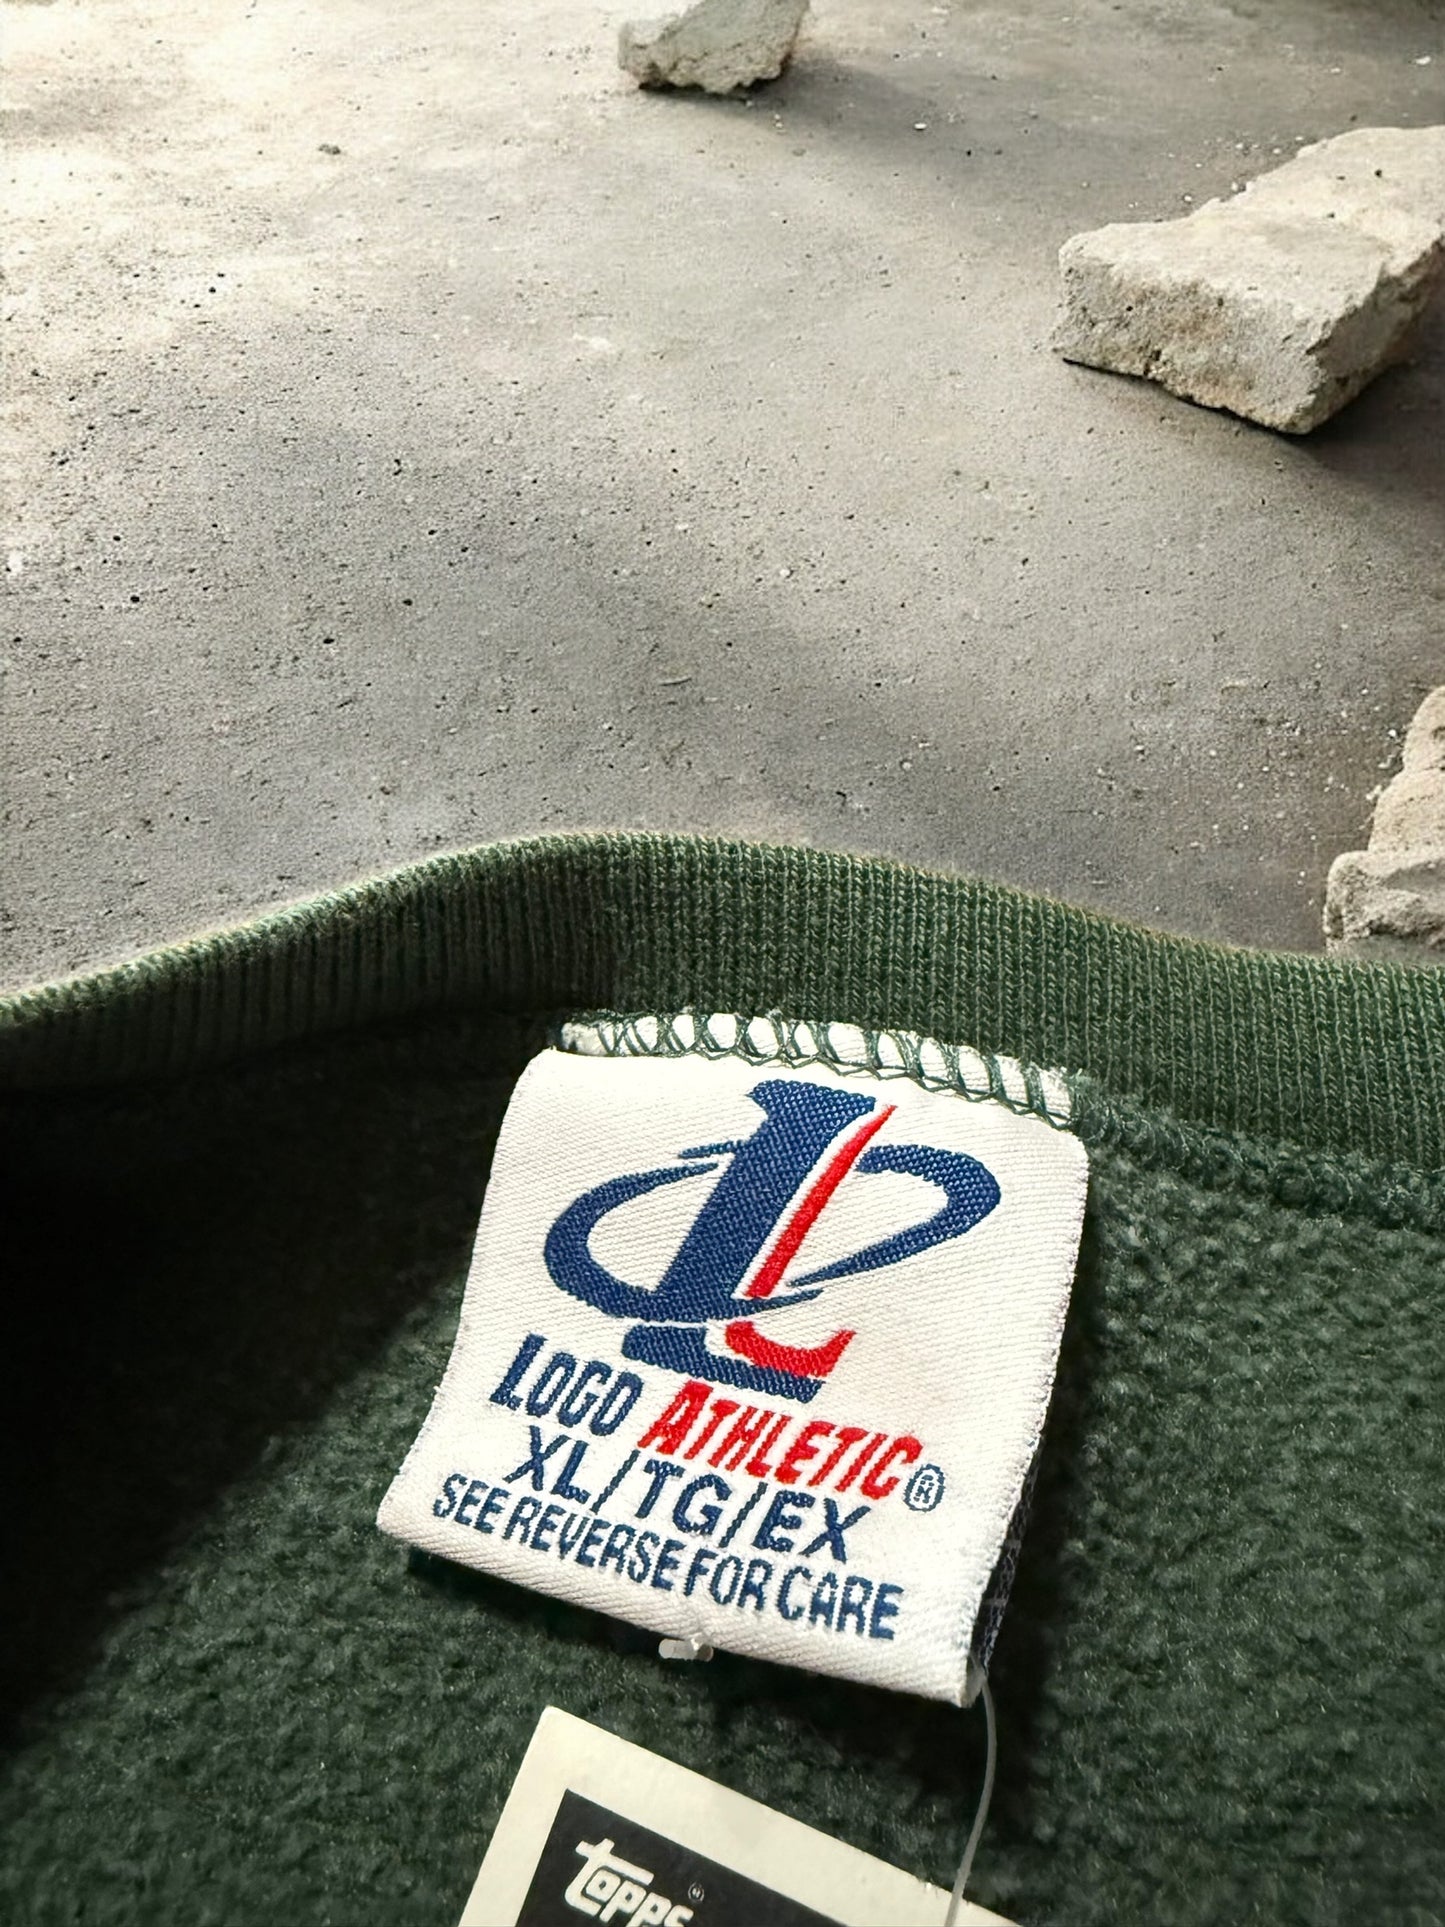 LOGO ATHLETIC®
XL/TG/EX
SEE REVERSE FOR CARE
Topps®